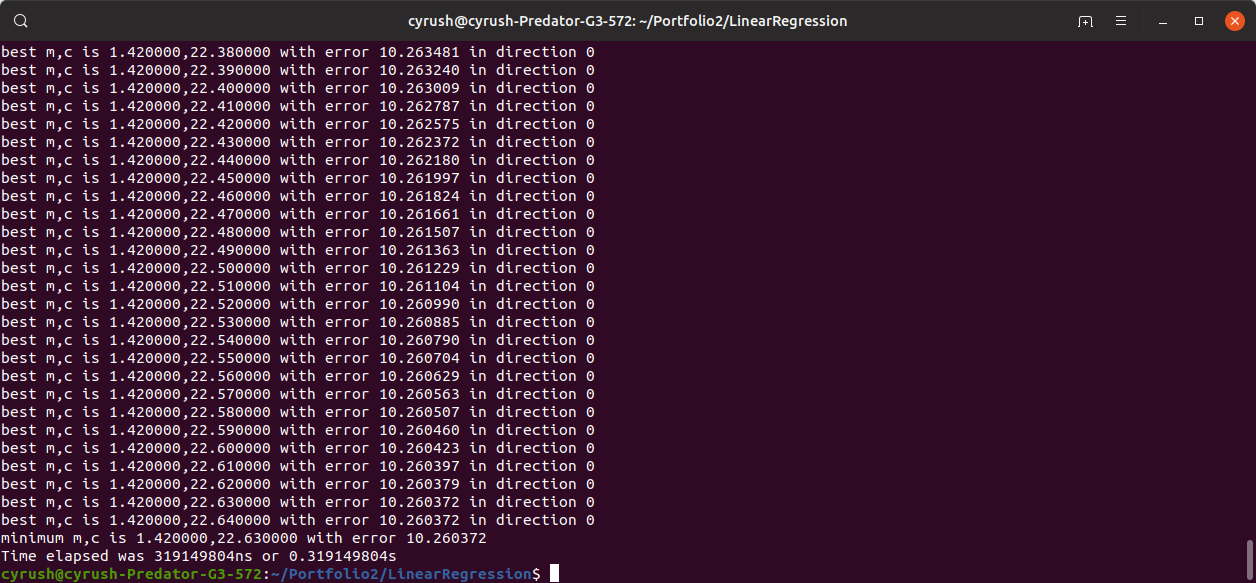 cyrush@cyrush-Predator-G3-572: ~/Portfolio2/LinearRegression
best m,c is 1.420000,22.380000 with error 10.263481 in direction 0
best m,c is 1.420000,22.390000 with error 10.263240 in direction 0
best m,c is 1.420000,22.400000 with error 10.263009 in direction 0
best m,c is 1.420000,22.410000 with error 10.262787 in direction 0
best m,c is 1.420000,22.420000 with error 10.262575 in direction 0
best m,c is 1.420000,22.430000 with error 10.262372 in direction 0
best m,c is 1.420000,22.440000 with error 10.262180 in direction 0
best m,c is 1.420000,22.450000 with error 10.261997 in direction 0
best m,c is 1.420000,22.460000 with error 10.261824 in direction 0
best m,c is 1.420000,22.470000 with error 10.261661 in direction 0
best m,c is 1.420000,22.480000 with error 10.261507 in direction 0
best m,c is 1.420000,22.490000 with error 10.261363 in direction 0
best m,c is 1.420000,22.500000 with error 10.261229 in direction 0
best m,c is 1.420000,22.510000 with error 10.261104 in direction 0
best m,c is 1.420000,22.520000 with error 10.260990 in direction 0
best m,c is 1.420000,22.530000 with error 10.260885 in direction 0
best m,c is 1.420000,22.540000 with error 10.260790 in direction 0
best m,c is 1.420000,22.550000 with error 10.260704 in direction 0
best m,c is 1.420000,22.560000 with error 10.260629 in direction 0
best m,c is 1.420000,22.570000 with error 10.260563 in direction 0
best m,c is 1.420000,22.580000 with error 10.260507 in direction 0
best m,c is 1.420000,22.590000 with error 10.260460 in direction 0
best m,c is 1.420000,22.600000 with error 10.260423 in direction 0
best m,c is 1.420000,22.610000 with error 10.260397 in direction 0
best m,c is 1.420000,22.620000 with error 10.260379 in direction 0
best m,c is 1.420000,22.630000 with error 10.260372 in direction 0
best m,c is 1.420000,22.640000 with error 10.260372 in direction 0
minimum m,c is 1.420000,22.630000 with error 10.260372
Time elapsed was 319149804ns or 0.319149804s
cyrush@cyrush-Predator-G3-572:~/Portfolio2/LinearRegression$